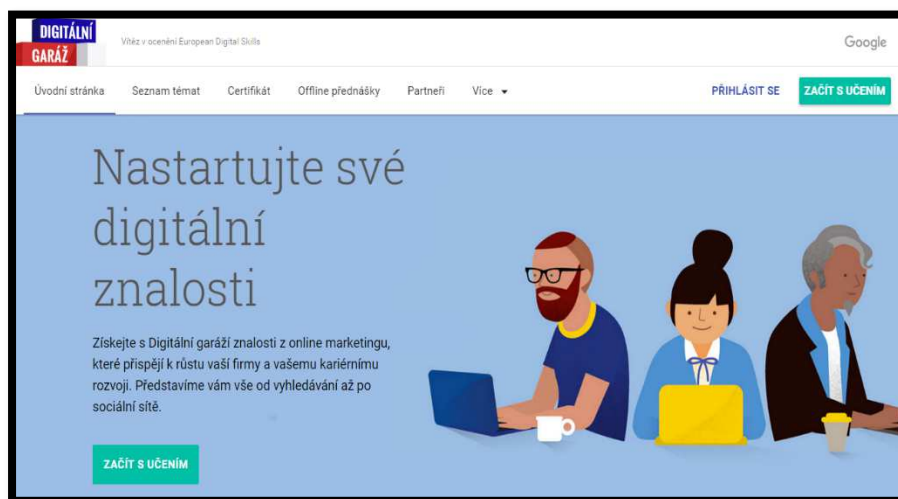 DIGITÁLNÍ
GARÁŽ
Vítěz v ocenění European Digital Skills
Google
Úvodní stránka Seznam témat Certifikát Offline přednášky Partneři Více PŘIHLÁSIT SE ZAČÍT S UČENÍM
Nastartujte své
digitální
znalosti
Získejte s Digitální garáží znalosti z online marketingu,
které přispějí k růstu vaší firmy a vašemu kariérnímu
rozvoji. Představíme vám vše od vyhledávání až po
sociální sítě.
ZAČÍT S UČENÍM